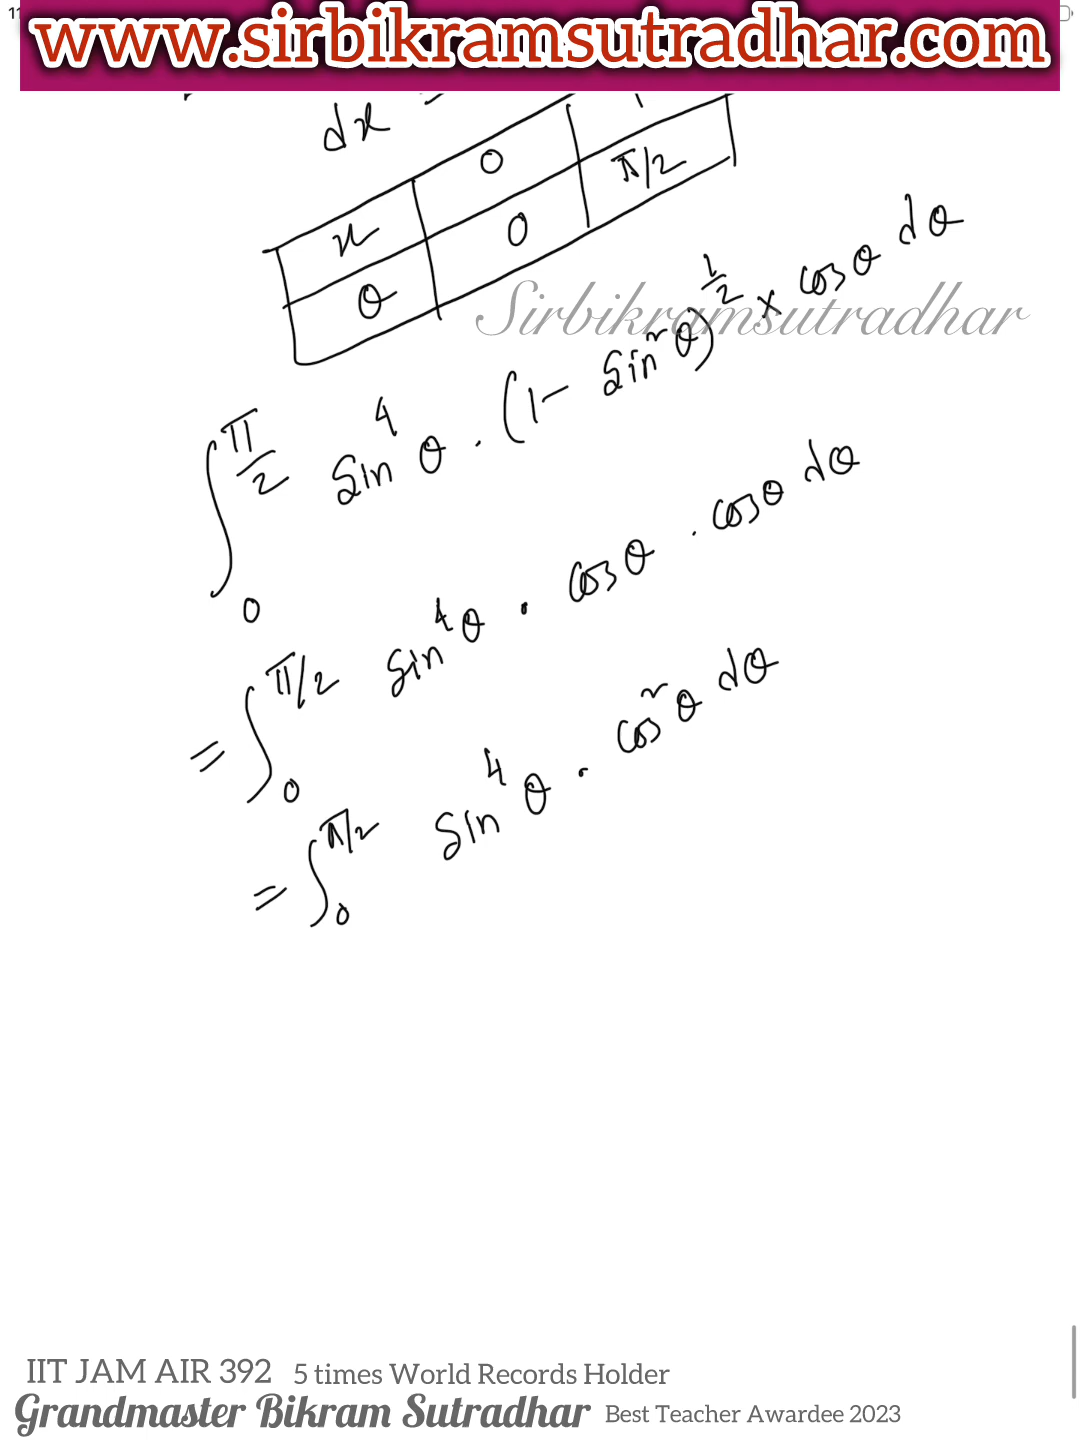 www.sirbikramsutradhar.com
dx
x | 0 |
θ | 0 | π/2
Sirbikramsutradhar
∫₀^(π/2) Sin⁴θ · (1 - Sin²θ)^(1/2) × cosθ dθ
= ∫₀^(π/2) Sin⁴θ · cosθ · cosθ dθ
= ∫₀^(π/2) Sin⁴θ · cos²θ dθ
IIT JAM AIR 392 5 times World Records Holder
Grandmaster Bikram Sutradhar Best Teacher Awardee 2023